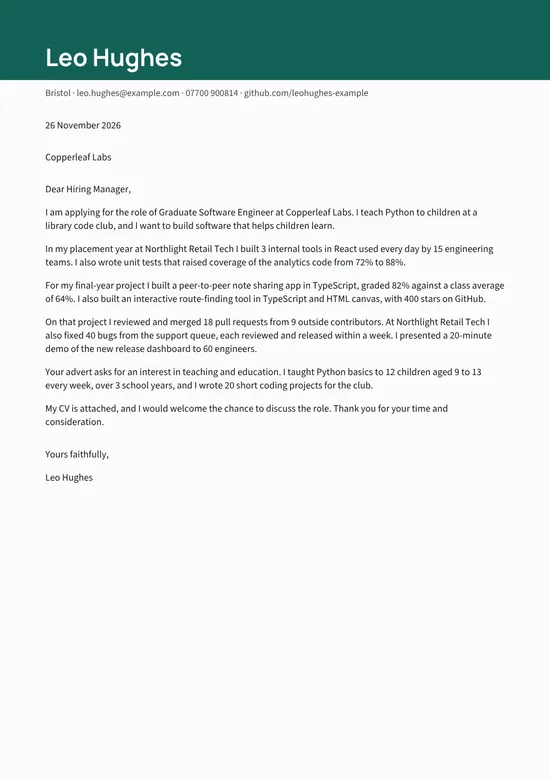 Leo Hughes
Bristol · leo.hughes@example.com · 07700 900814 · github.com/leohughes-example
26 November 2026
Copperleaf Labs
Dear Hiring Manager,
I am applying for the role of Graduate Software Engineer at Copperleaf Labs. I teach Python to children at a
library code club, and I want to build software that helps children learn.
In my placement year at Northlight Retail Tech I built 3 internal tools in React used every day by 15 engineering
teams. I also wrote unit tests that raised coverage of the analytics code from 72% to 88%.
For my final-year project I built a peer-to-peer note sharing app in TypeScript, graded 82% against a class average
of 64%. I also built an interactive route-finding tool in TypeScript and HTML canvas, with 400 stars on GitHub.
On that project I reviewed and merged 18 pull requests from 9 outside contributors. At Northlight Retail Tech I
also fixed 40 bugs from the support queue, each reviewed and released within a week. I presented a 20-minute
demo of the new release dashboard to 60 engineers.
Your advert asks for an interest in teaching and education. I taught Python basics to 12 children aged 9 to 13
every week, over 3 school years, and I wrote 20 short coding projects for the club.
My CV is attached, and I would welcome the chance to discuss the role. Thank you for your time and
consideration.
Yours faithfully,
Leo Hughes